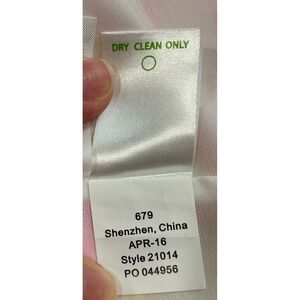 DRY CLEAN ONLY
679
Shenzhen, China
APR-16
Style 21014
PO 044956